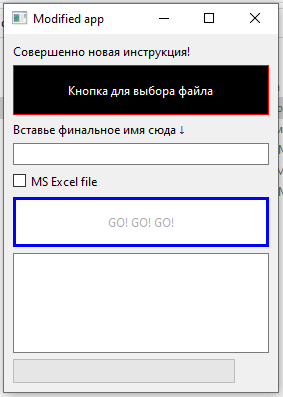 Modified app
Совершенно новая инструкция!
Кнопка для выбора файла
Вставье финальное имя сюда ↓
MS Excel file
GO! GO! GO!